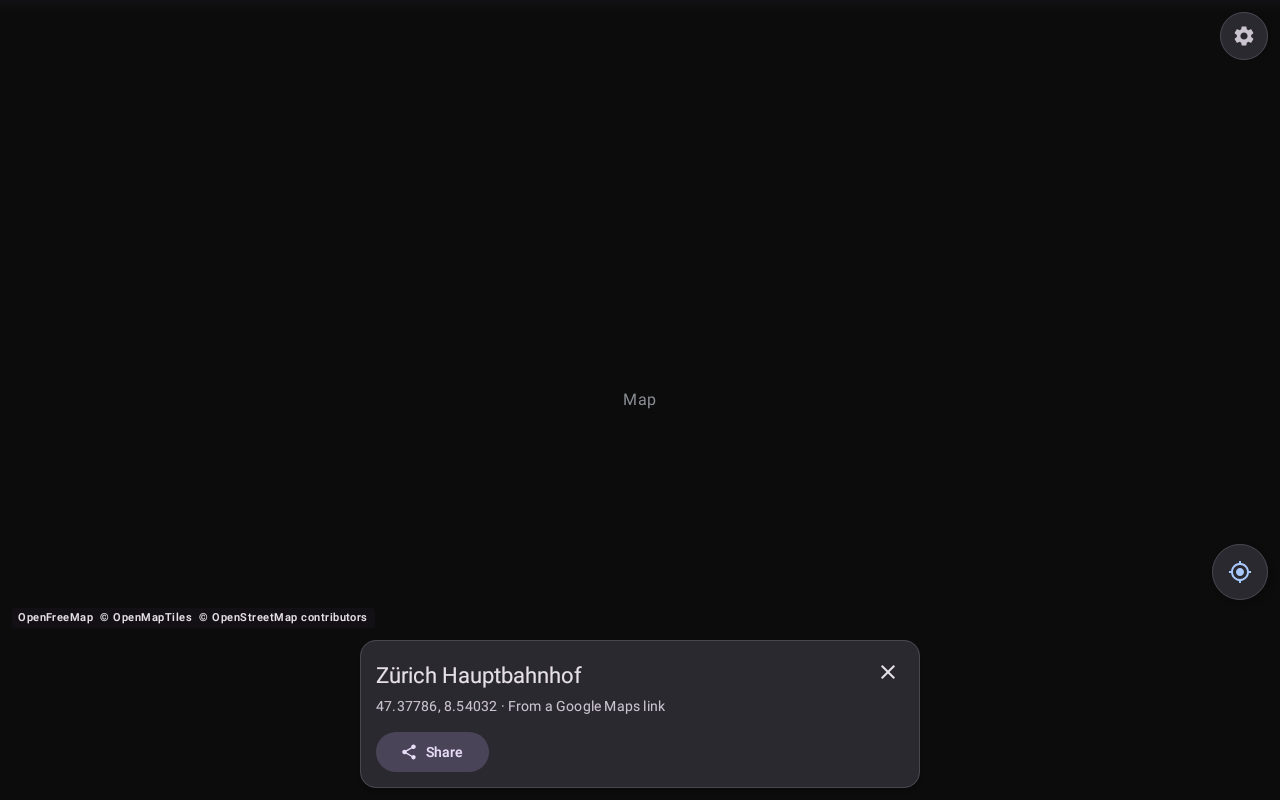 Map
OpenFreeMap © OpenMapTiles © OpenStreetMap contributors
Zürich Hauptbahnhof
47.37786, 8.54032 · From a Google Maps link
Share